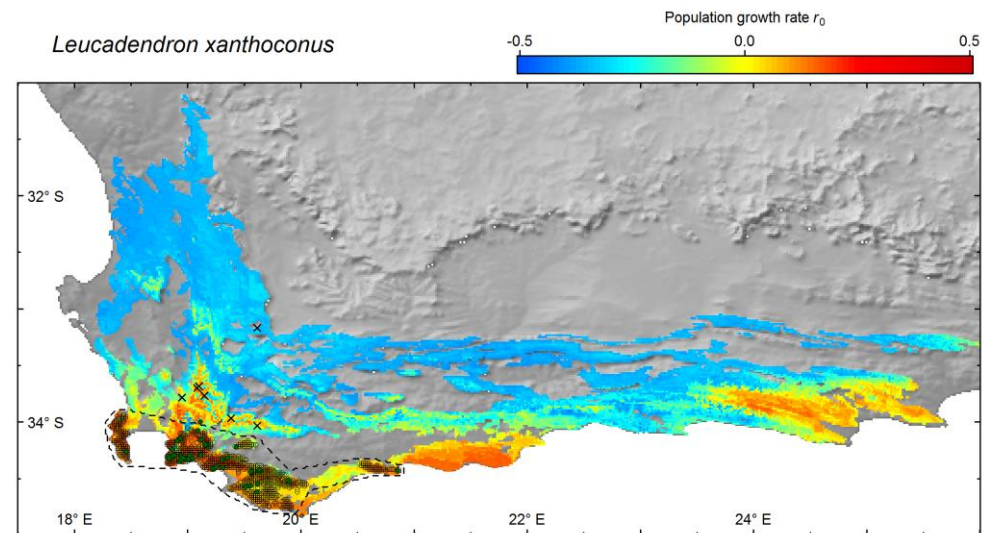 Population growth rate r₀
Leucadendron xanthoconus
-0.5 0.0 0.5
32° S
34° S
18° E 20° E 22° E 24° E